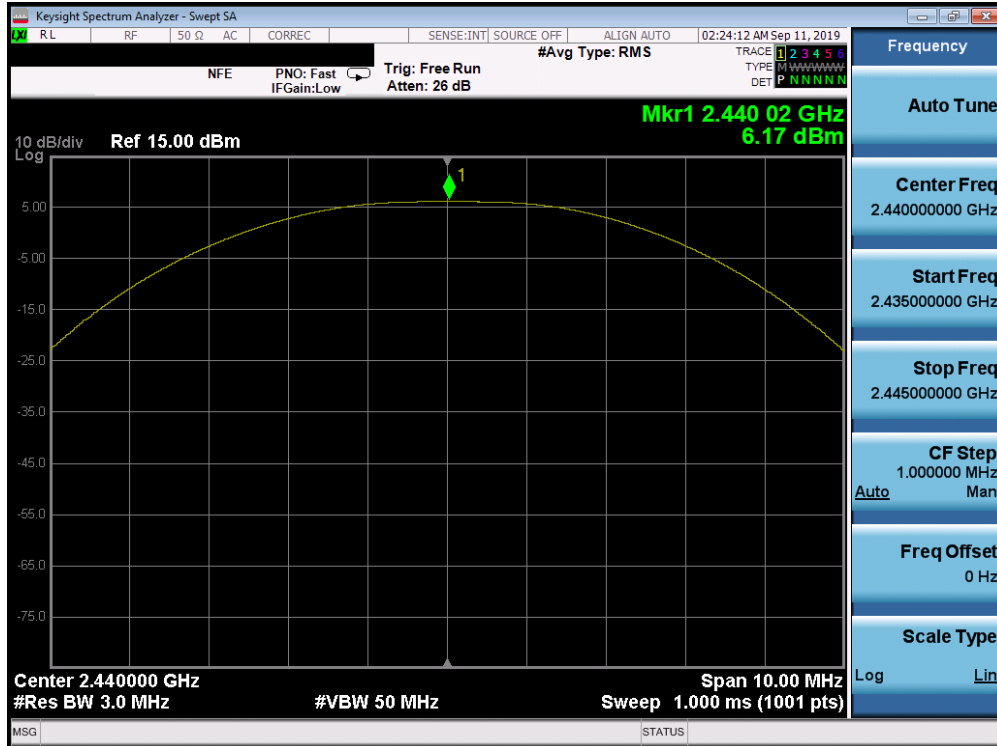 Keysight Spectrum Analyzer - Swept SA
LXI RL RF 50 Ω AC CORREC SENSE:INT SOURCE OFF ALIGN AUTO 02:24:12 AM Sep 11, 2019
#Avg Type: RMS TRACE 1 2 3 4 5 6
NFE PNO: Fast Trig: Free Run TYPE M WWWWW
IFGain:Low Atten: 26 dB DET P N N N N N
Mkr1 2.440 02 GHz
6.17 dBm
10 dB/div Ref 15.00 dBm
Log
1
5.00
-5.00
-15.0
-25.0
-35.0
-45.0
-55.0
-65.0
-75.0
Center 2.440000 GHz Span 10.00 MHz
#Res BW 3.0 MHz #VBW 50 MHz Sweep 1.000 ms (1001 pts)
MSG STATUS
Frequency
Auto Tune
Center Freq
2.440000000 GHz
Start Freq
2.435000000 GHz
Stop Freq
2.445000000 GHz
CF Step
1.000000 MHz
Auto Man
Freq Offset
0 Hz
Scale Type
Log Lin